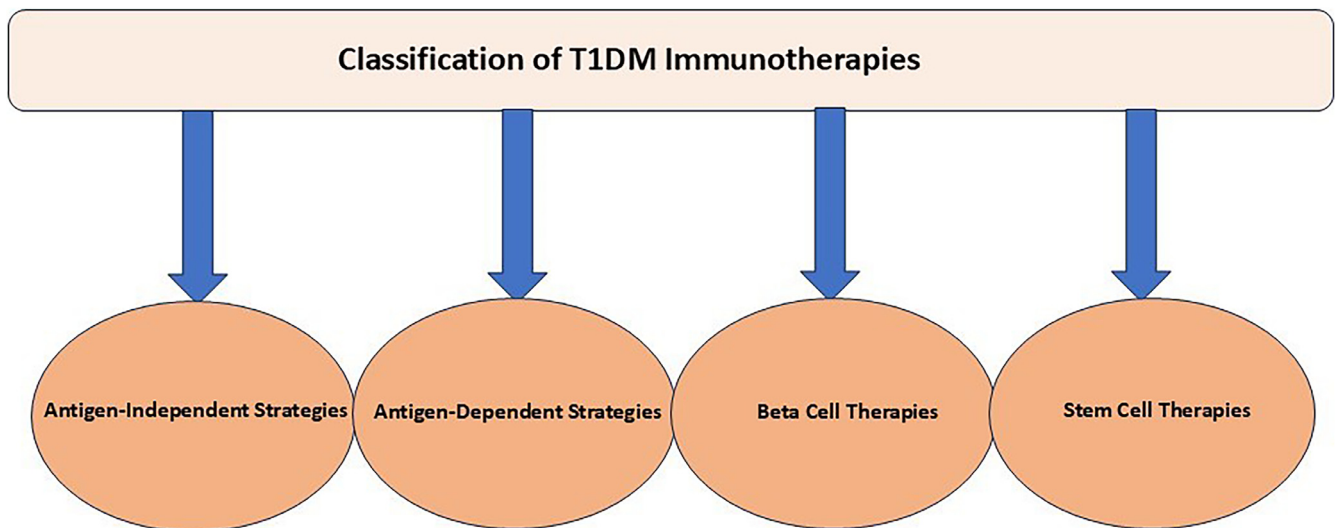 Classification of T1DM Immunotherapies
Antigen-Independent Strategies
Antigen-Dependent Strategies
Beta Cell Therapies
Stem Cell Therapies